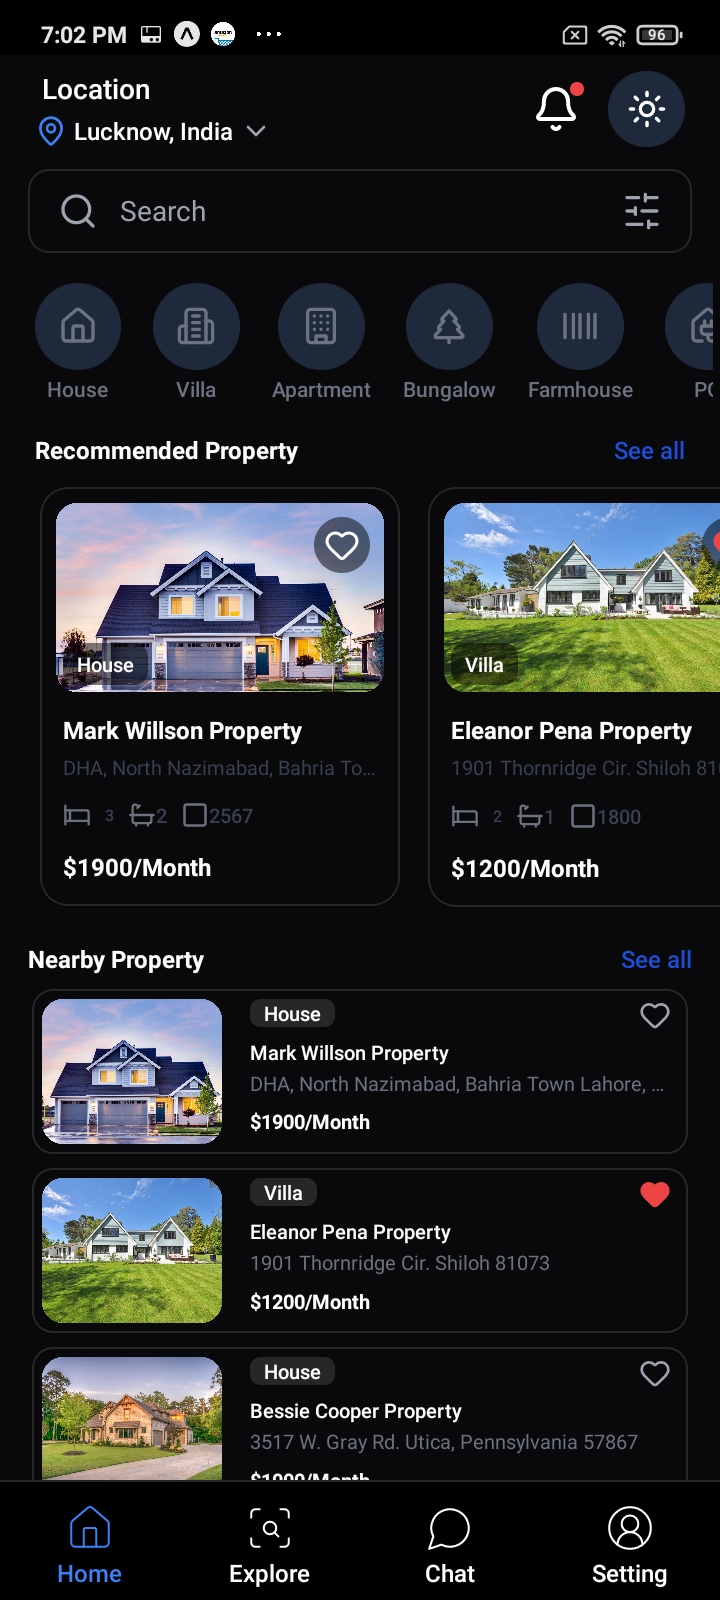 7:02 PM
96
Location
Lucknow, India
Search
House
Villa
Apartment
Bungalow
Farmhouse
Recommended Property
See all
House
Mark Willson Property
DHA, North Nazimabad, Bahria To...
3
2
2567
$1900/Month
Villa
Eleanor Pena Property
1901 Thornridge Cir. Shiloh 810
2
1
1800
$1200/Month
Nearby Property
See all
House
Mark Willson Property
DHA, North Nazimabad, Bahria Town Lahore, ...
$1900/Month
Villa
Eleanor Pena Property
1901 Thornridge Cir. Shiloh 81073
$1200/Month
House
Bessie Cooper Property
3517 W. Gray Rd. Utica, Pennsylvania 57867
Home
Explore
Chat
Setting